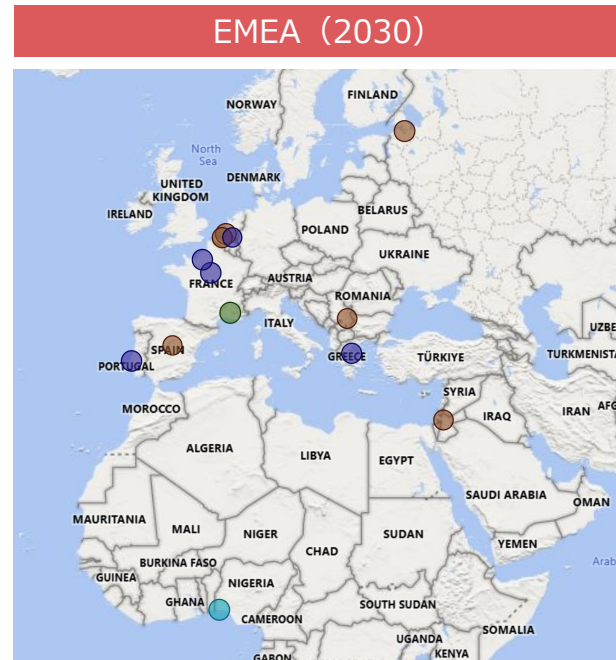 EMEA（2030）
FINLAND
NORWAY
North
Sea
DENMARK
UNITED
KINGDOM
IRELAND
BELARUS
POLAND
UKRAINE
FRANCE
AUSTRIA
ROMANIA
ITALY
UZBE
SPAIN
PORTUGAL
GREECE
TÜRKIYE
TURKMENISTA
SYRIA
MOROCCO
IRAQ
IRAN
AFG
ALGERIA
LIBYA
EGYPT
SAUDI ARABIA
OMAN
MAURITANIA
MALI
NIGER
CHAD
SUDAN
YEMEN
BURKINA FASO
Arab
GUINEA
NIGERIA
GHANA
CAMEROON
SOUTH SUDAN
SOMALIA
UGANDA
KENYA
GABON